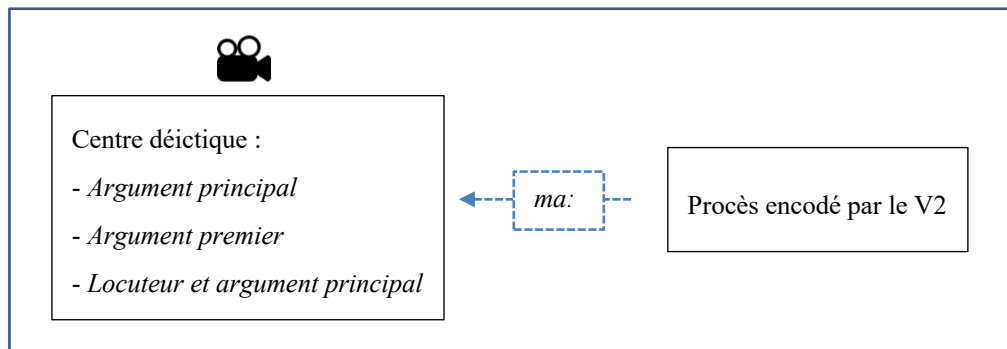 Centre déictique :
- Argument principal
- Argument premier
- Locuteur et argument principal
ma:
Procès encodé par le V2